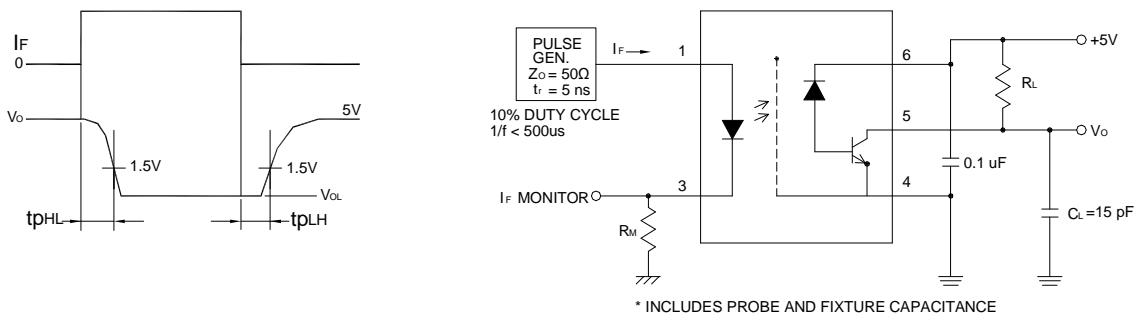 IF
0
VO
5V
1.5V
1.5V
VOL
tpHL
tpLH
PULSE
GEN.
ZO = 50Ω
tr = 5 ns
10% DUTY CYCLE
1/f < 500us
IF
1
6
+5V
RL
5
VO
0.1 uF
IF MONITOR
3
4
RM
CL =15 pF
* INCLUDES PROBE AND FIXTURE CAPACITANCE